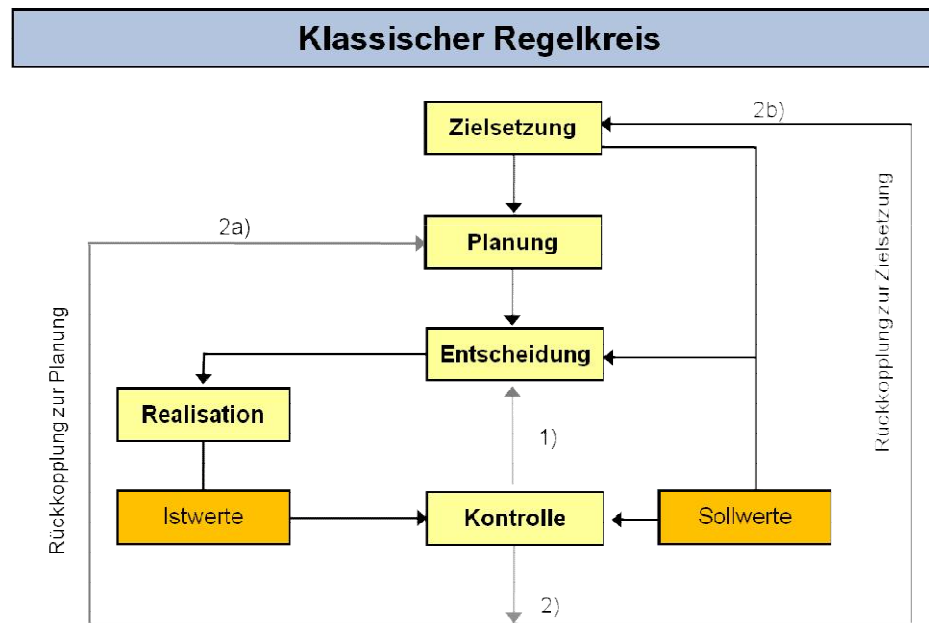 Klassischer Regelkreis
2b)
Zielsetzung
2a)
Planung
Entscheidung
Realisation
1)
Istwerte
Kontrolle
Sollwerte
2)
Rückkopplung zur Planung
Rückkopplung zur Zielsetzung